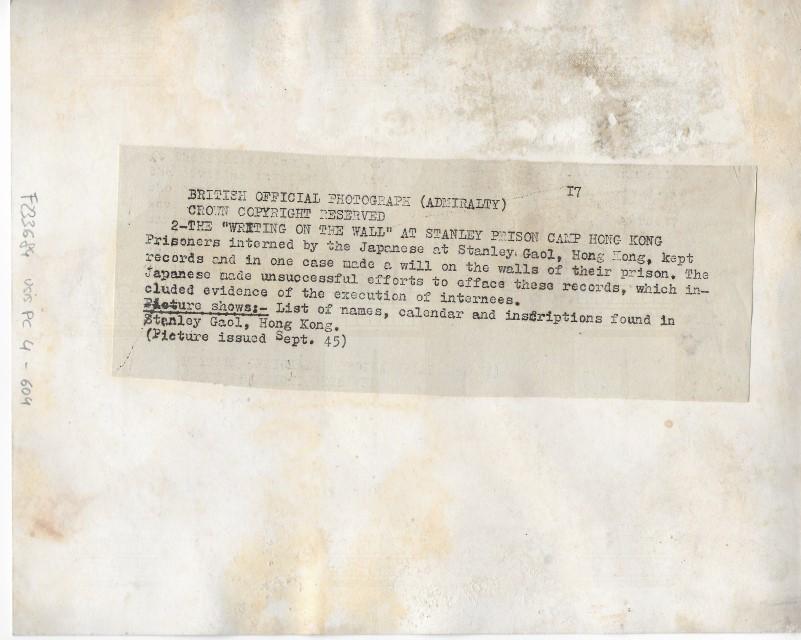 I7
BRITISH OFFICIAL PHOTOGRAPH (ADMIRALTY)
CROWN COPYRIGHT RESERVED
2-THE "WRITING ON THE WALL" AT STANLEY PRISON CAMP HONG KONG
Prisoners interned by the Japanese at Stanley Gaol, Hong Kong, kept
records and in one case made a will on the walls of their prison. The
Japanese made unsuccessful efforts to efface these records, which in-
cluded evidence of the execution of internees.
Picture shows:- List of names, calendar and inscriptions found in
Stanley Gaol, Hong Kong.
(Picture issued Sept. 45)